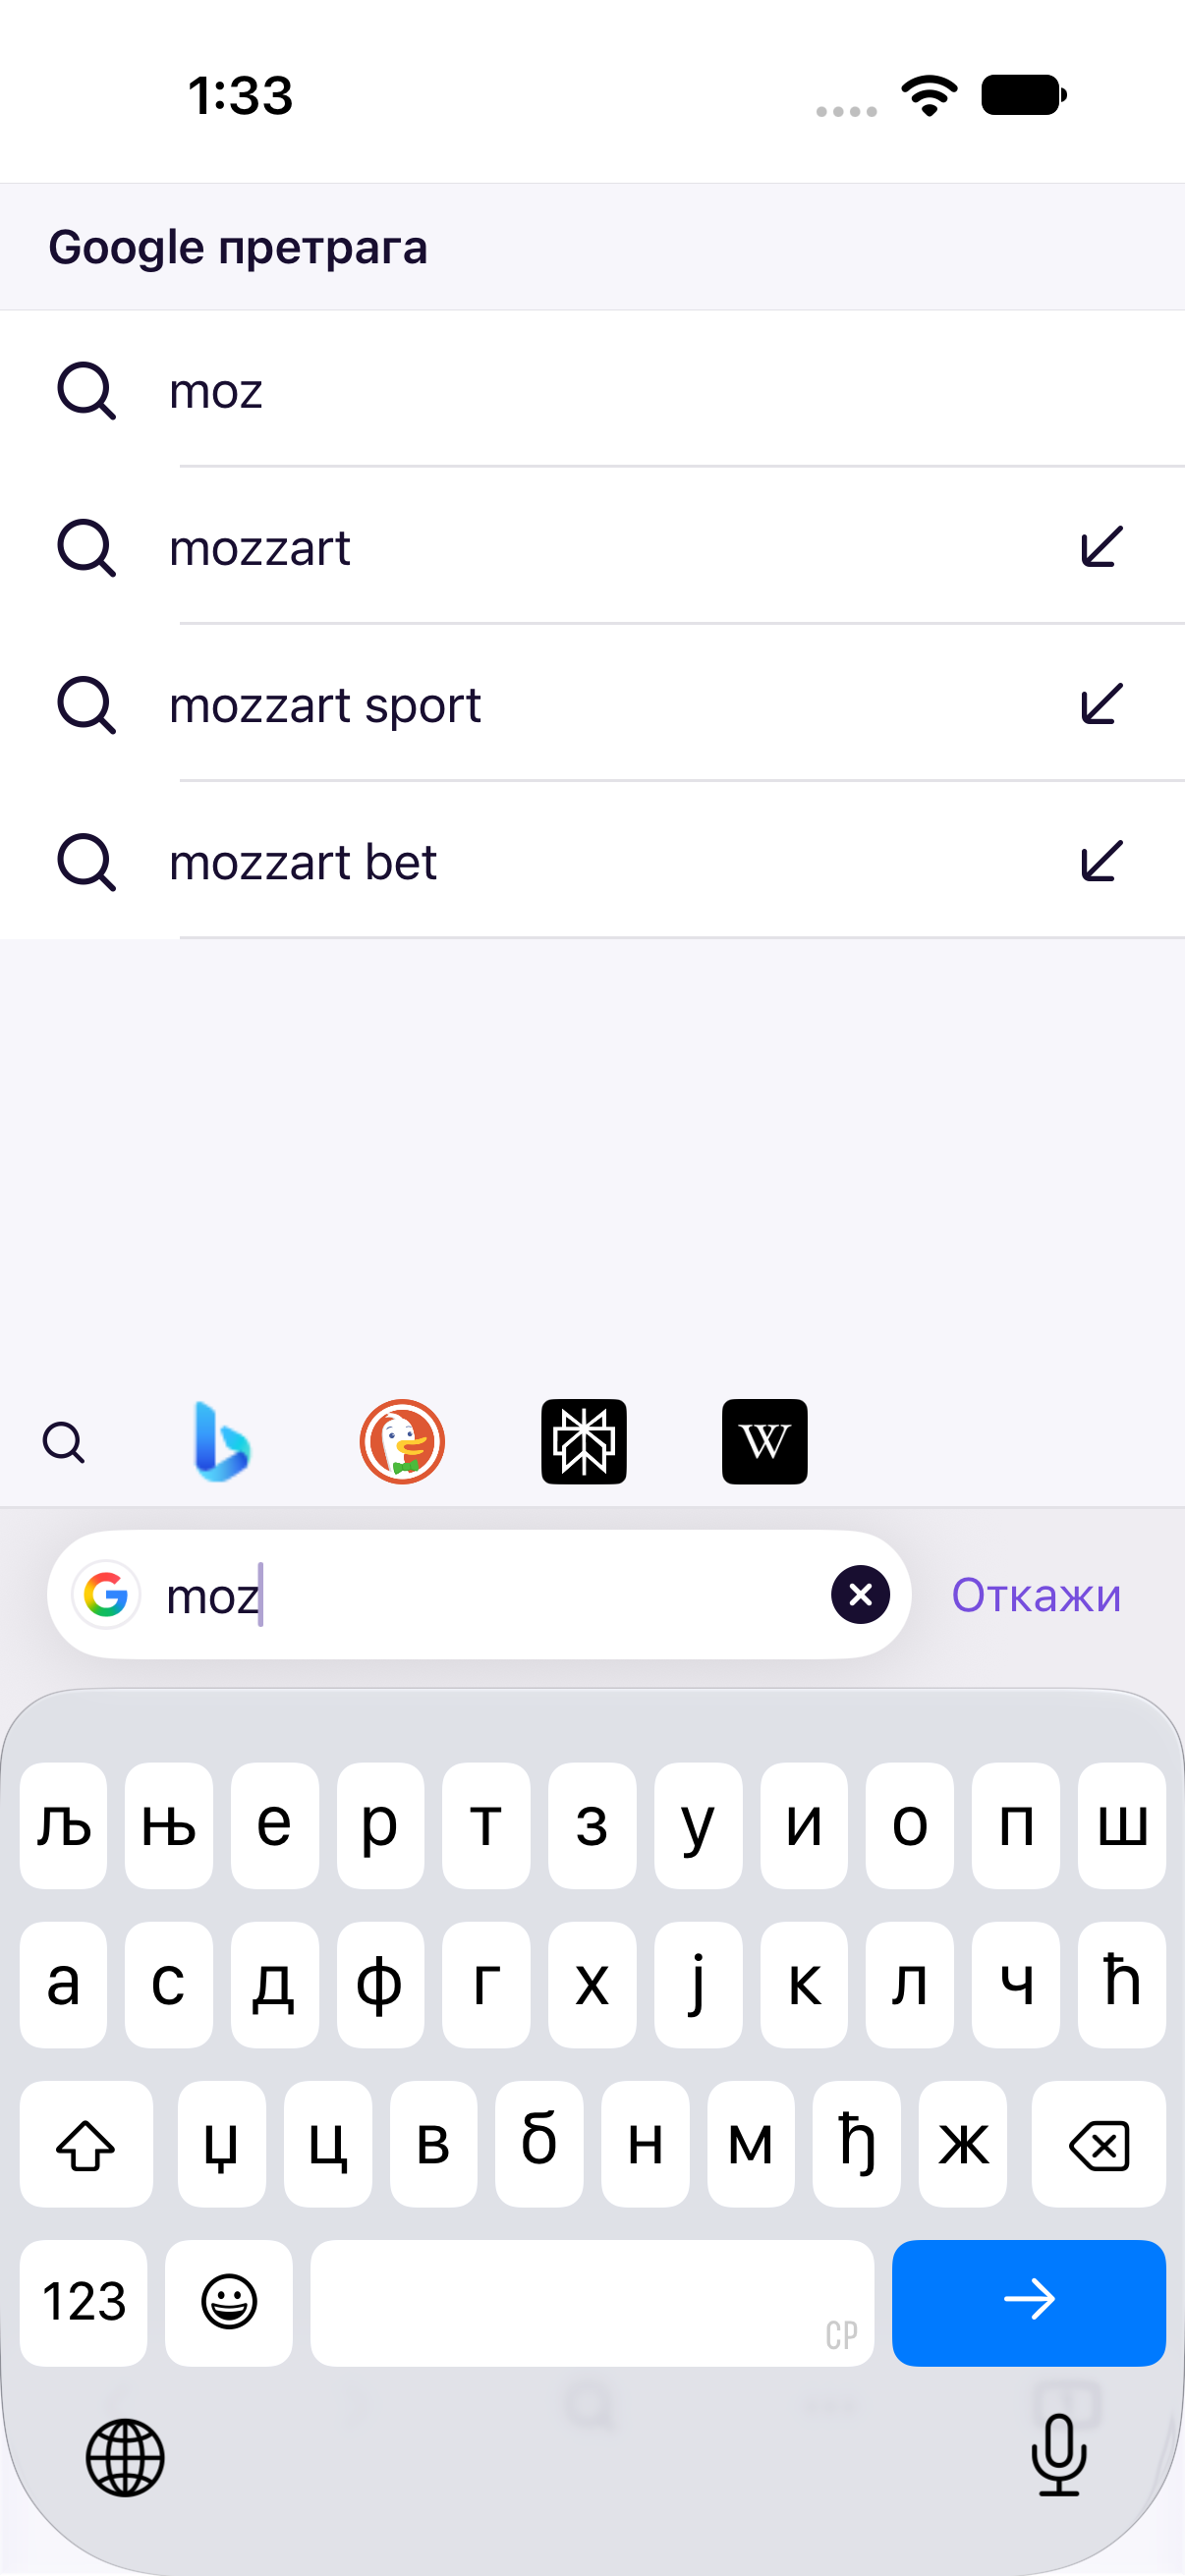 1:33
Google претрага
moz
mozzart
mozzart sport
mozzart bet
W
moz
Откажи
љ њ е р т з у и о п ш
а с д ф г х ј к л ч ћ
џ ц в б н м ђ ж
123
СР